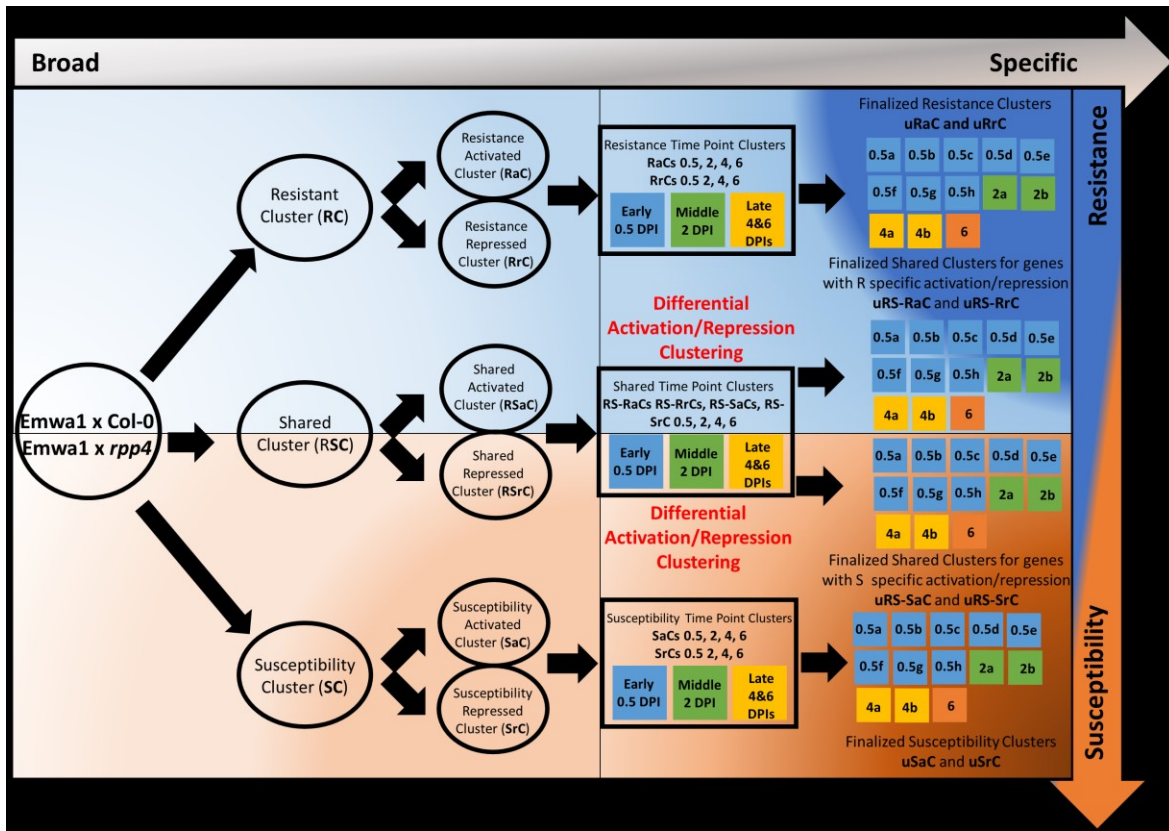 Broad
Specific
Resistance
Susceptibility
Emwa1 x Col-0
Emwa1 x rpp4
Resistant
Cluster (RC)
Resistance
Activated
Cluster (RaC)
Resistance
Repressed
Cluster (RrC)
Resistance Time Point Clusters
RaCs 0.5, 2, 4, 6
RrCs 0.5 2, 4, 6
Early
0.5 DPI
Middle
2 DPI
Late
4&6
DPIs
Finalized Resistance Clusters
uRaC and uRrC
0.5a 0.5b 0.5c 0.5d 0.5e
0.5f 0.5g 0.5h 2a 2b
4a 4b 6
Differential
Activation/Repression
Clustering
Shared
Cluster (RSC)
Shared
Activated
Cluster (RSaC)
Shared
Repressed
Cluster (RSrC)
Shared Time Point Clusters
RS-RaCs RS-RrCs, RS-SaCs, RS-
SrC 0.5, 2, 4, 6
Early
0.5 DPI
Middle
2 DPI
Late
4&6
DPIs
Finalized Shared Clusters for genes
with R specific activation/repression
uRS-RaC and uRS-RrC
0.5a 0.5b 0.5c 0.5d 0.5e
0.5f 0.5g 0.5h 2a 2b
4a 4b 6
0.5a 0.5b 0.5c 0.5d 0.5e
0.5f 0.5g 0.5h 2a 2b
4a 4b 6
Finalized Shared Clusters for genes
with S specific activation/repression
uRS-SaC and uRS-SrC
Differential
Activation/Repression
Clustering
Susceptibility
Cluster (SC)
Susceptibility
Activated
Cluster (SaC)
Susceptibility
Repressed
Cluster (SrC)
Susceptibility Time Point Clusters
SaCs 0.5, 2, 4, 6
SrCs 0.5 2, 4, 6
Early
0.5 DPI
Middle
2 DPI
Late
4&6
DPIs
0.5a 0.5b 0.5c 0.5d 0.5e
0.5f 0.5g 0.5h 2a 2b
4a 4b 6
Finalized Susceptibility Clusters
uSaC and uSrC